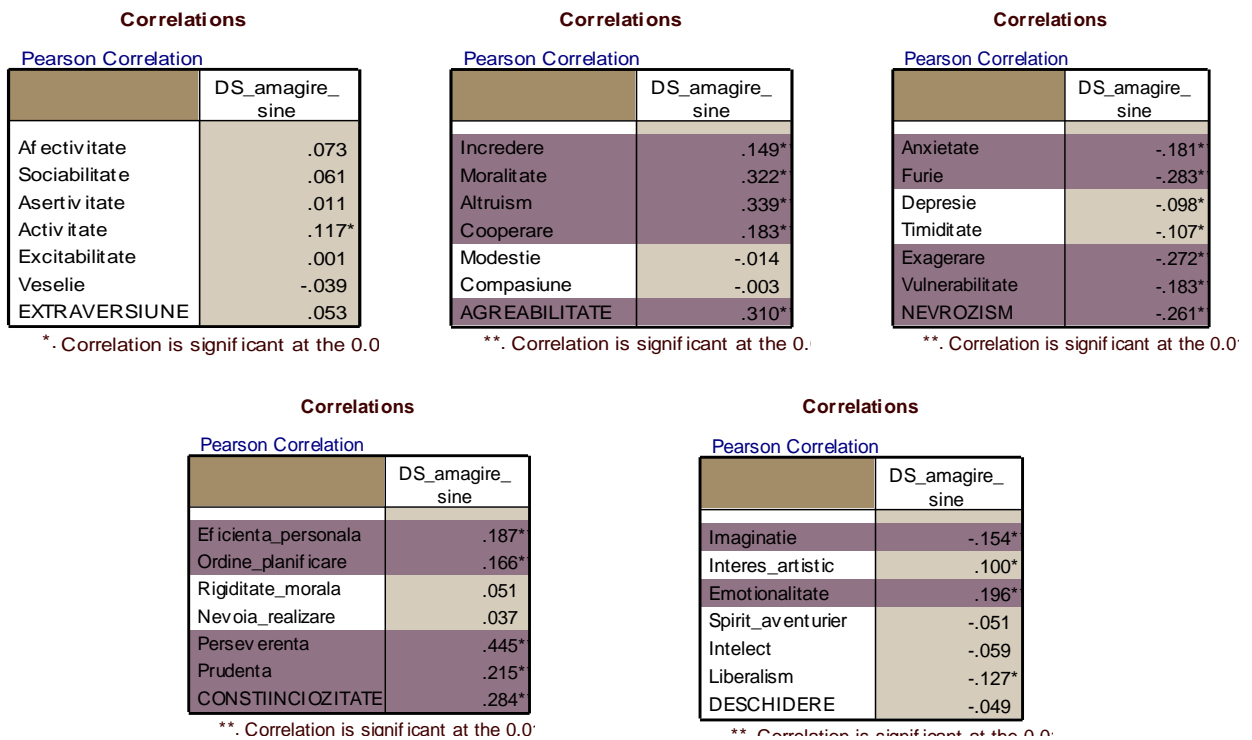 Correlations
Pearson Correlation
DS_amagire_
sine
Afectivitate .073
Sociabilitate .061
Asertivitate .011
Activitate .117*
Excitabilitate .001
Veselie -.039
EXTRAVERSIUNE .053
*. Correlation is significant at the 0.0
Correlations
Pearson Correlation
DS_amagire_
sine
Incredere .149*
Moralitate .322*
Altruism .339*
Cooperare .183*
Modestie -.014
Compasiune -.003
AGREABILITATE .310*
**. Correlation is significant at the 0.
Correlations
Pearson Correlation
DS_amagire_
sine
Anxietate -.181*
Furie -.283*
Depresie -.098*
Timiditate -.107*
Exagerare -.272*
Vulnerabilitate -.183*
NEVROZISM -.261*
**. Correlation is significant at the 0.01
Correlations
Pearson Correlation
DS_amagire_
sine
Eficienta_personala .187*
Ordine_planificare .166*
Rigiditate_morala .051
Nevoia_realizare .037
Perseverenta .445*
Prudenta .215*
CONSTIINCIOZITATE .284*
**. Correlation is significant at the 0.01
Correlations
Pearson Correlation
DS_amagire_
sine
Imaginatie -.154*
Interes_artistic .100*
Emotionalitate .196*
Spirit_aventurier -.051
Intelect -.059
Liberalism -.127*
DESCHIDERE -.049
**. Correlation is significant at the 0.01